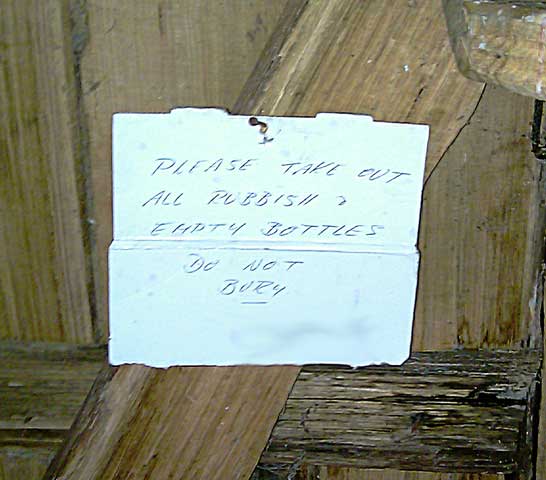 PLEASE TAKE OUT
ALL RUBBISH &
EMPTY BOTTLES
DO NOT
BURY